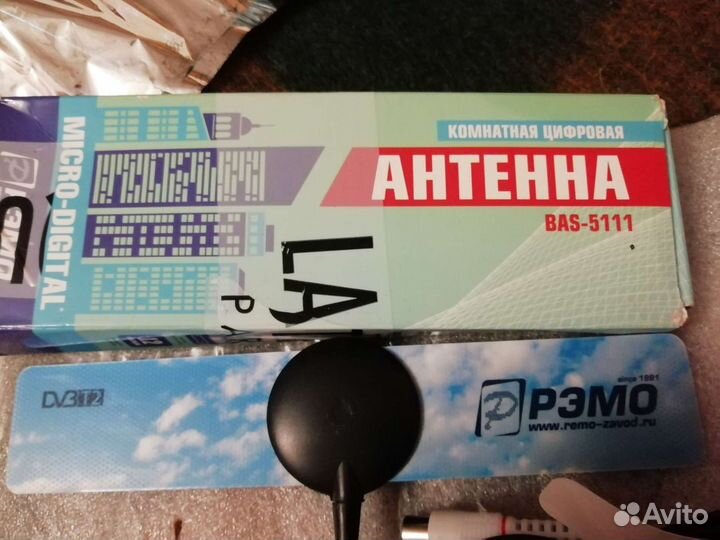 MICRO-DIGITAL
КОМНАТНАЯ ЦИФРОВАЯ
АНТЕННА
BAS-5111
LA
P
DVB T2
since 1991
РЭМО
www.remo-zavod.ru
Avito